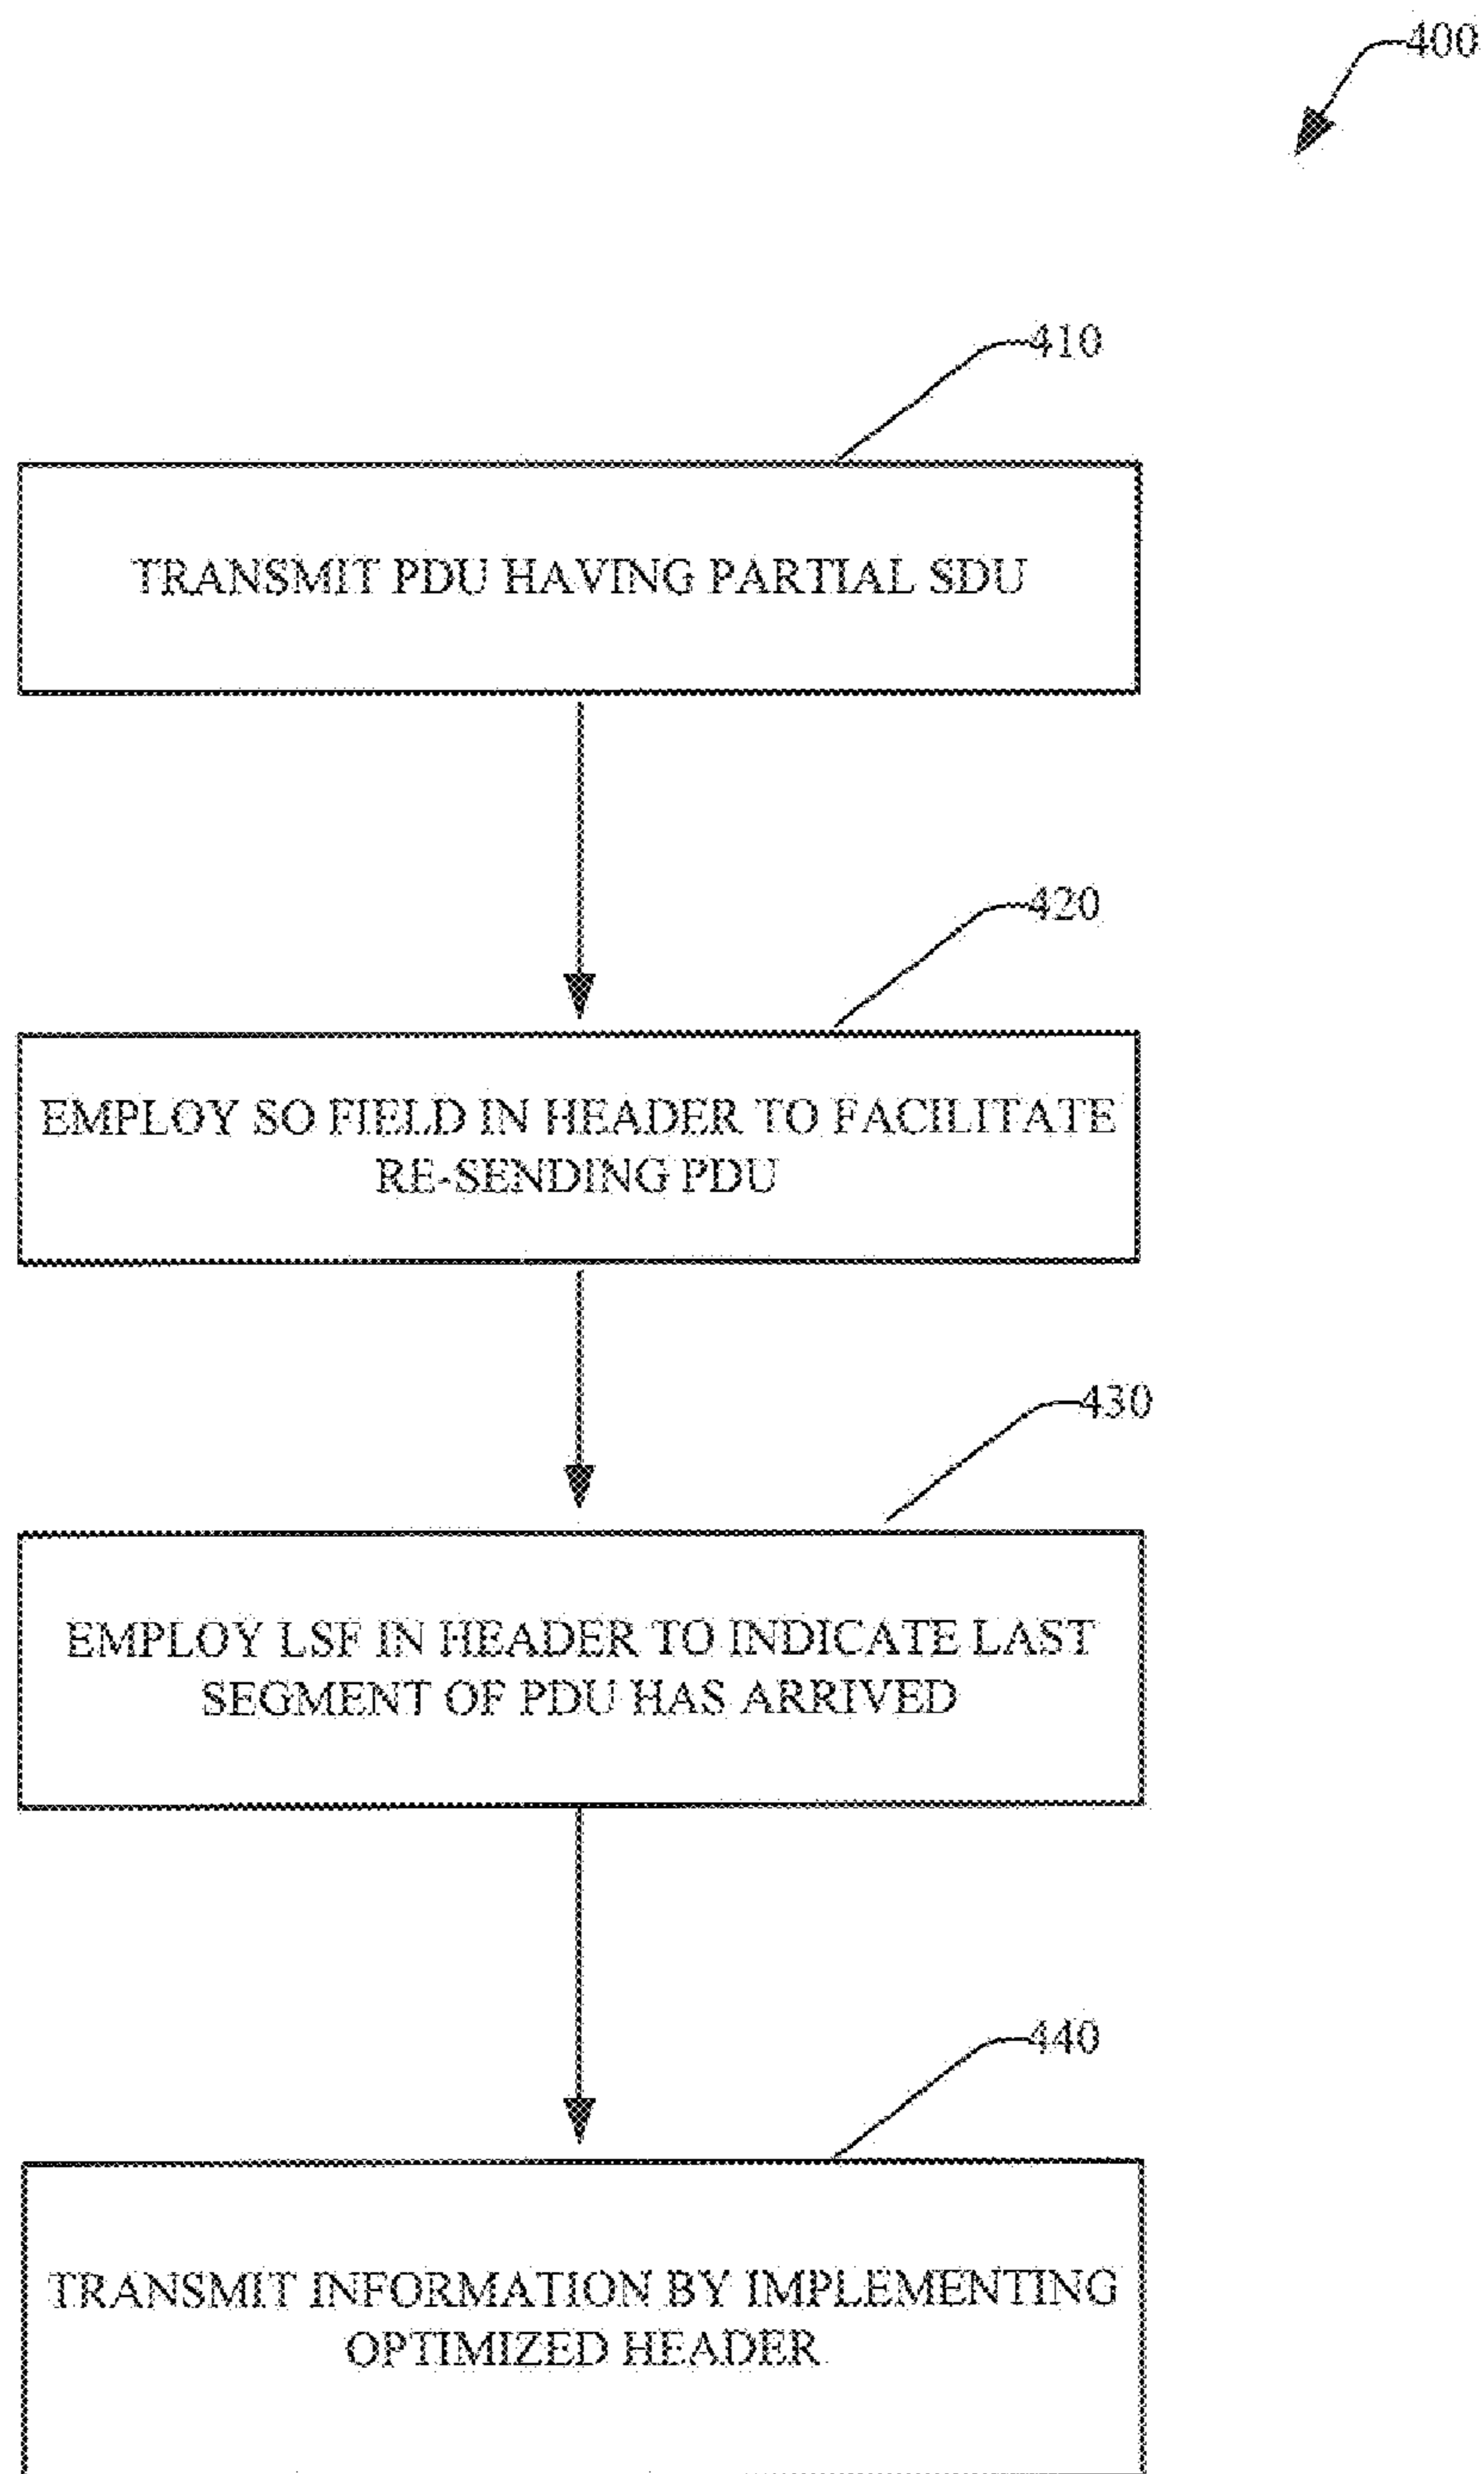 400
410
TRANSMIT PDU HAVING PARTIAL SDU
420
EMPLOY SO FIELD IN HEADER TO FACILITATE
RE-SENDING PDU
430
EMPLOY LSF IN HEADER TO INDICATE LAST
SEGMENT OF PDU HAS ARRIVED
440
TRANSMIT INFORMATION BY IMPLEMENTING
OPTIMIZED HEADER